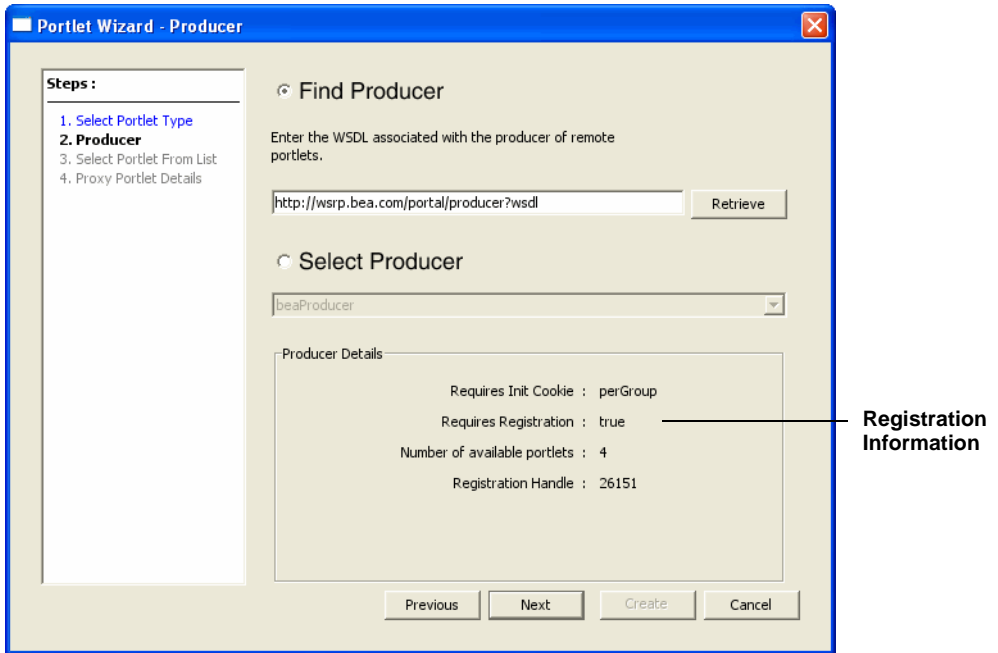 Portlet Wizard - Producer
Steps :
1. Select Portlet Type
2. Producer
3. Select Portlet From List
4. Proxy Portlet Details
Find Producer
Enter the WSDL associated with the producer of remote
portlets.
http://wsrp.bea.com/portal/producer?wsdl
Retrieve
Select Producer
beaProducer
Producer Details
Requires Init Cookie : perGroup
Requires Registration : true
Number of available portlets : 4
Registration Handle : 26151
Registration
Information
Previous
Next
Create
Cancel